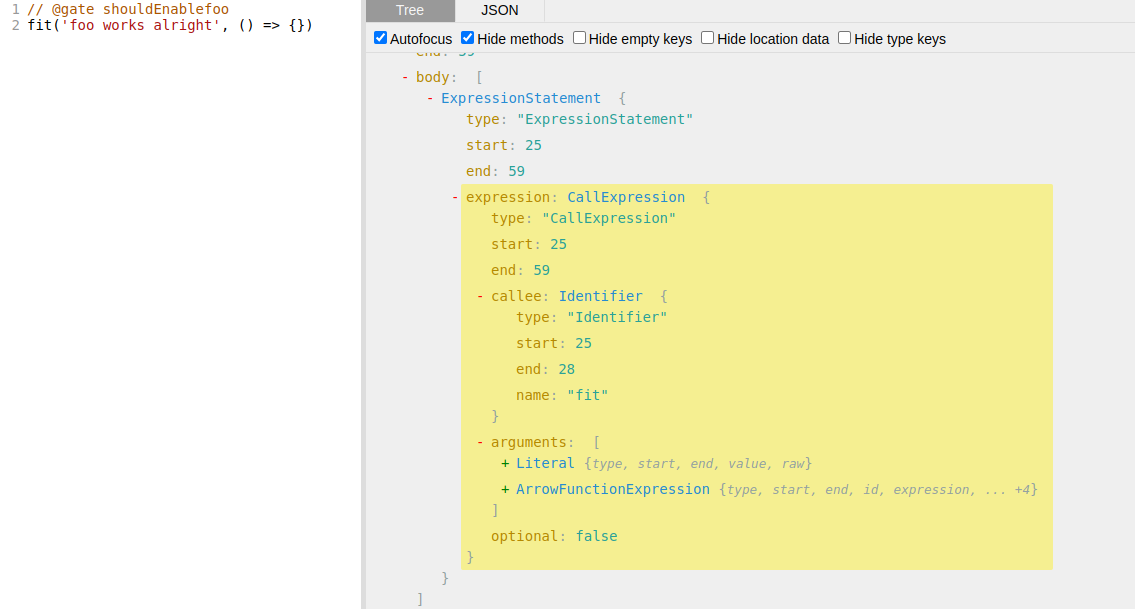 1 // @gate shouldEnablefoo
2 fit('foo works alright', () => {})
Tree JSON
Autofocus Hide methods Hide empty keys Hide location data Hide type keys
end: 59
- body: [
- ExpressionStatement {
type: "ExpressionStatement"
start: 25
end: 59
- expression: CallExpression {
type: "CallExpression"
start: 25
end: 59
- callee: Identifier {
type: "Identifier"
start: 25
end: 28
name: "fit"
}
- arguments: [
+ Literal {type, start, end, value, raw}
+ ArrowFunctionExpression {type, start, end, id, expression, ... +4}
]
optional: false
}
}
]